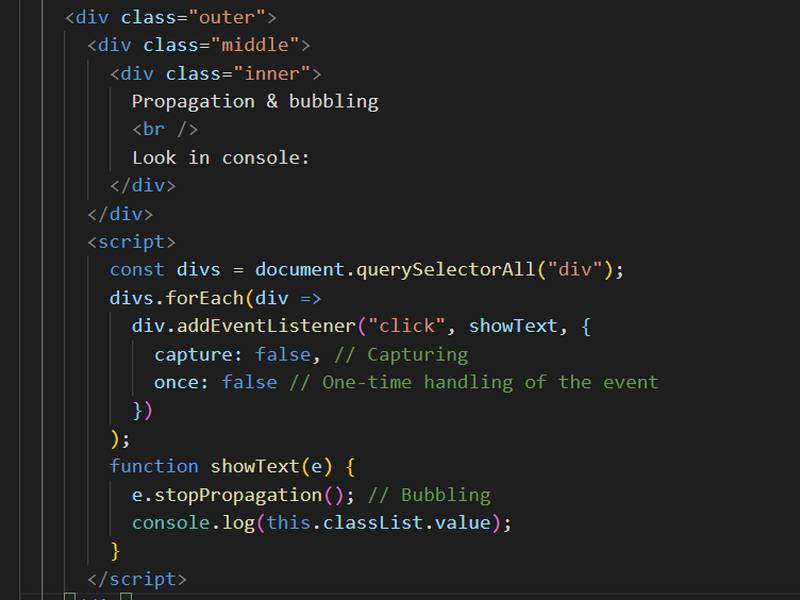 <div class="outer">
<div class="middle">
<div class="inner">
Propagation & bubbling
<br />
Look in console:
</div>
</div>
<script>
const divs = document.querySelectorAll("div");
divs.forEach(div =>
div.addEventListener("click", showText, {
capture: false, // Capturing
once: false // One-time handling of the event
})
);
function showText(e) {
e.stopPropagation(); // Bubbling
console.log(this.classList.value);
}
</script>